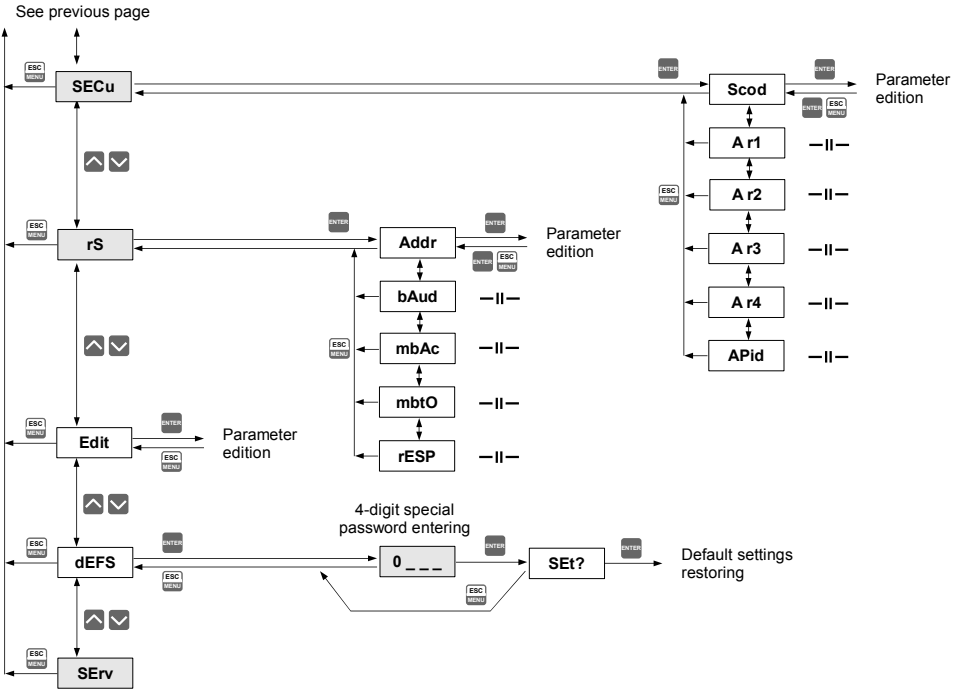 See previous page
ESC
MENU
SECu
ENTER
Scod
ENTER
Parameter
edition
ENTER
ESC
MENU
A r1
–II–
ESC
MENU
A r2
–II–
ESC
MENU
rS
ENTER
Addr
ENTER
Parameter
edition
ENTER
ESC
MENU
A r3
–II–
bAud
–II–
A r4
–II–
ESC
MENU
mbAc
–II–
APid
–II–
mbtO
–II–
ESC
MENU
Edit
ENTER
ESC
MENU
Parameter
edition
rESP
–II–
4-digit special
password entering
ESC
MENU
dEFS
ENTER
ESC
MENU
0 _ _ _
ENTER
ESC
MENU
SEt?
ENTER
Default settings
restoring
ESC
MENU
SErv